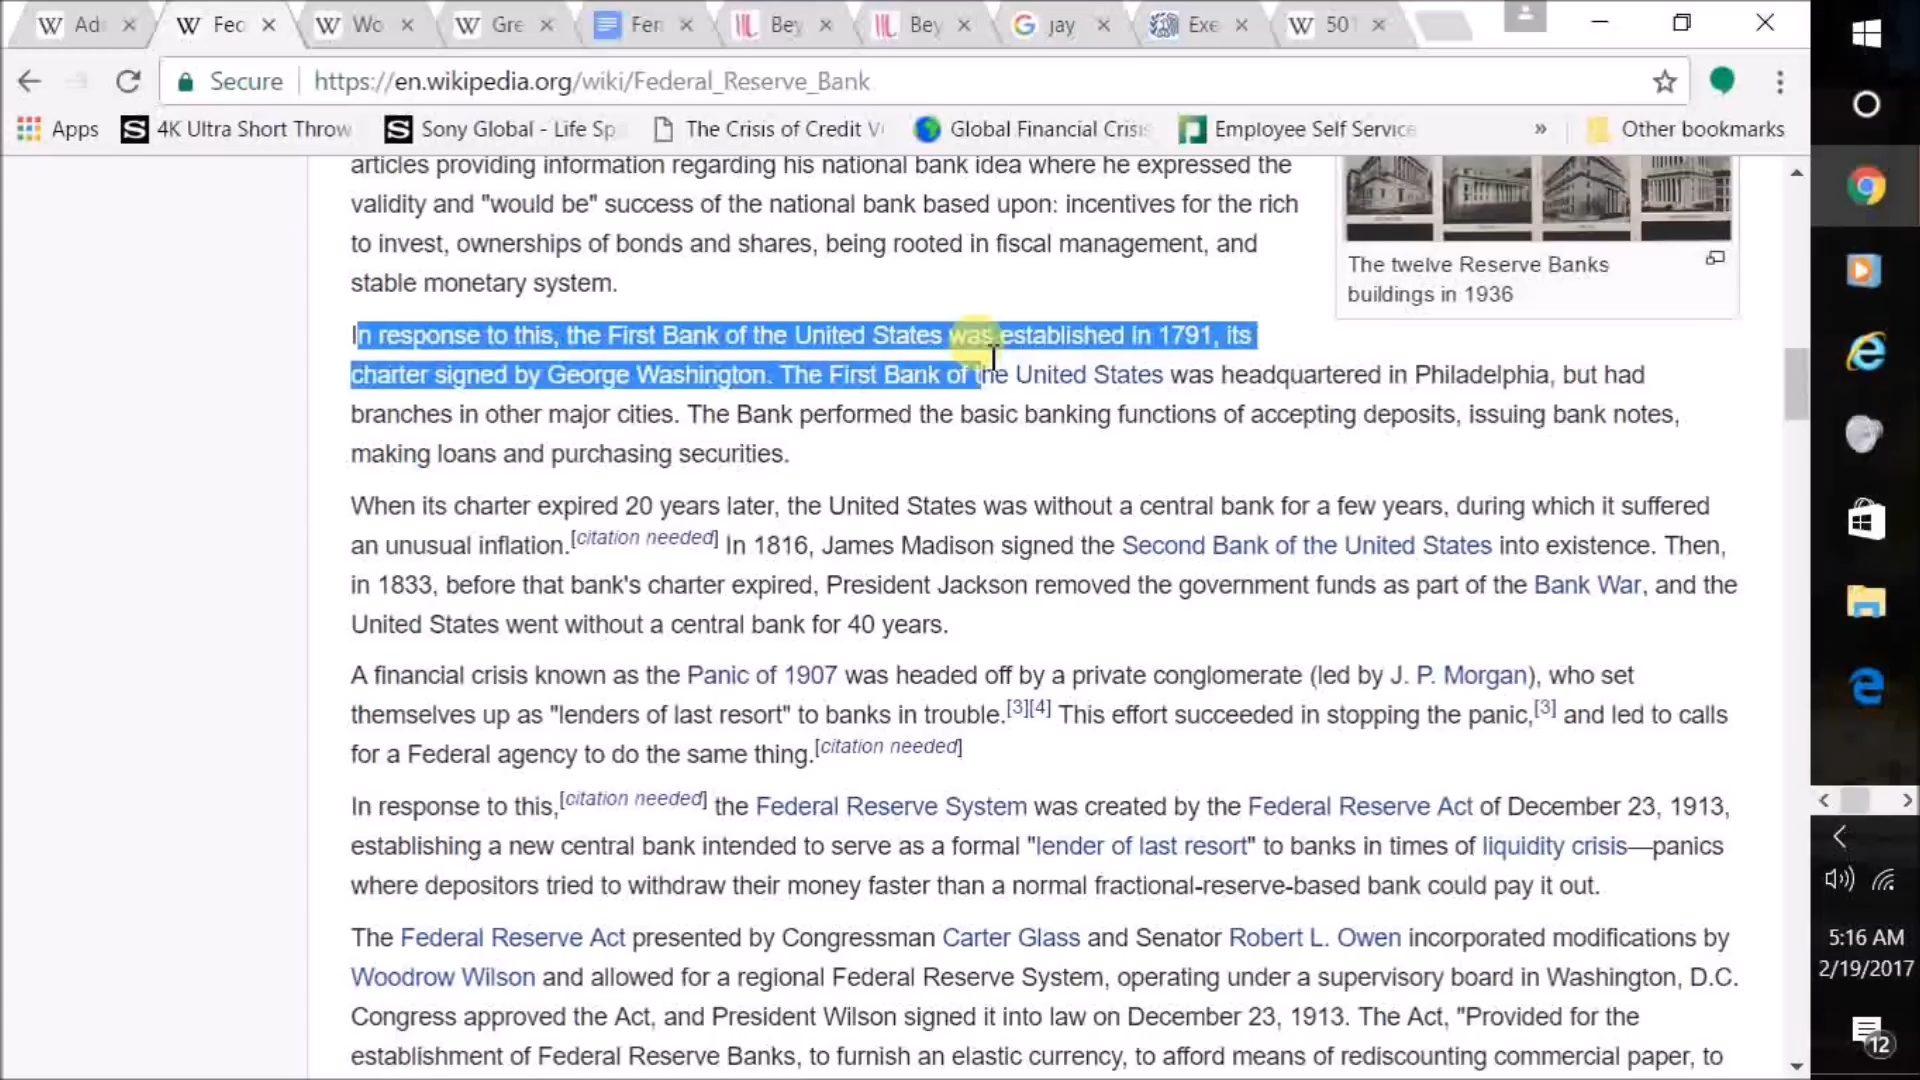 Ad
Fed
Wo
Gre
Fer
Bey
Bey
jay
Exe
501
Secure
https://en.wikipedia.org/wiki/Federal_Reserve_Bank
Apps
4K Ultra Short Throw
Sony Global - Life Sp
The Crisis of Credit V
Global Financial Crisis
Employee Self Service
»
Other bookmarks
articles providing information regarding his national bank idea where he expressed the
validity and "would be" success of the national bank based upon: incentives for the rich
to invest, ownerships of bonds and shares, being rooted in fiscal management, and
stable monetary system.
The twelve Reserve Banks
buildings in 1936
In response to this, the First Bank of the United States was established in 1791, its
charter signed by George Washington. The First Bank of the United States was headquartered in Philadelphia, but had
branches in other major cities. The Bank performed the basic banking functions of accepting deposits, issuing bank notes,
making loans and purchasing securities.
When its charter expired 20 years later, the United States was without a central bank for a few years, during which it suffered
an unusual inflation.[citation needed] In 1816, James Madison signed the Second Bank of the United States into existence. Then,
in 1833, before that bank's charter expired, President Jackson removed the government funds as part of the Bank War, and the
United States went without a central bank for 40 years.
A financial crisis known as the Panic of 1907 was headed off by a private conglomerate (led by J. P. Morgan), who set
themselves up as "lenders of last resort" to banks in trouble.[3][4] This effort succeeded in stopping the panic,[3] and led to calls
for a Federal agency to do the same thing.[citation needed]
In response to this,[citation needed] the Federal Reserve System was created by the Federal Reserve Act of December 23, 1913,
establishing a new central bank intended to serve as a formal "lender of last resort" to banks in times of liquidity crisis—panics
where depositors tried to withdraw their money faster than a normal fractional-reserve-based bank could pay it out.
The Federal Reserve Act presented by Congressman Carter Glass and Senator Robert L. Owen incorporated modifications by
Woodrow Wilson and allowed for a regional Federal Reserve System, operating under a supervisory board in Washington, D.C.
Congress approved the Act, and President Wilson signed it into law on December 23, 1913. The Act, "Provided for the
establishment of Federal Reserve Banks, to furnish an elastic currency, to afford means of rediscounting commercial paper, to
5:16 AM
2/19/2017
12